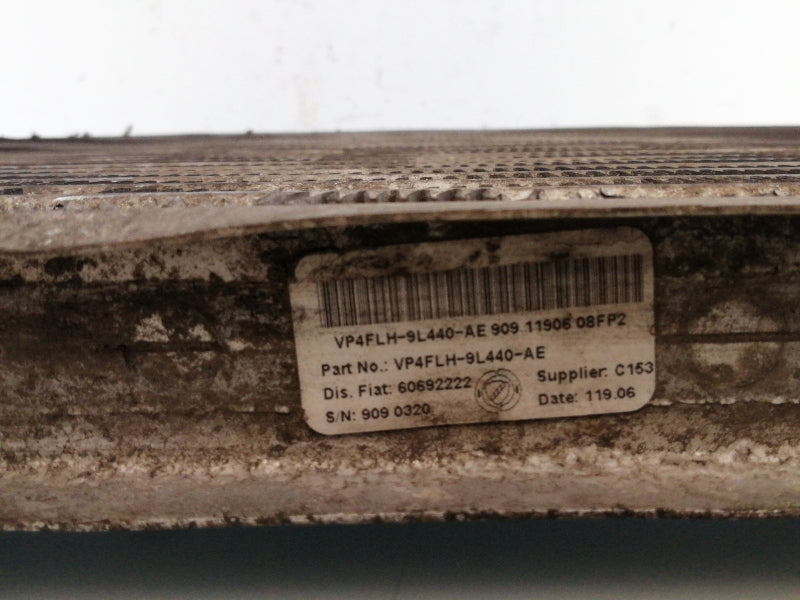 VP4FLH-9L440-AE 909 11906 08FP2
Part No.: VP4FLH-9L440-AE
Dis. Fiat: 60692222 Supplier: C153
S/N: 909 0320 Date: 119.06